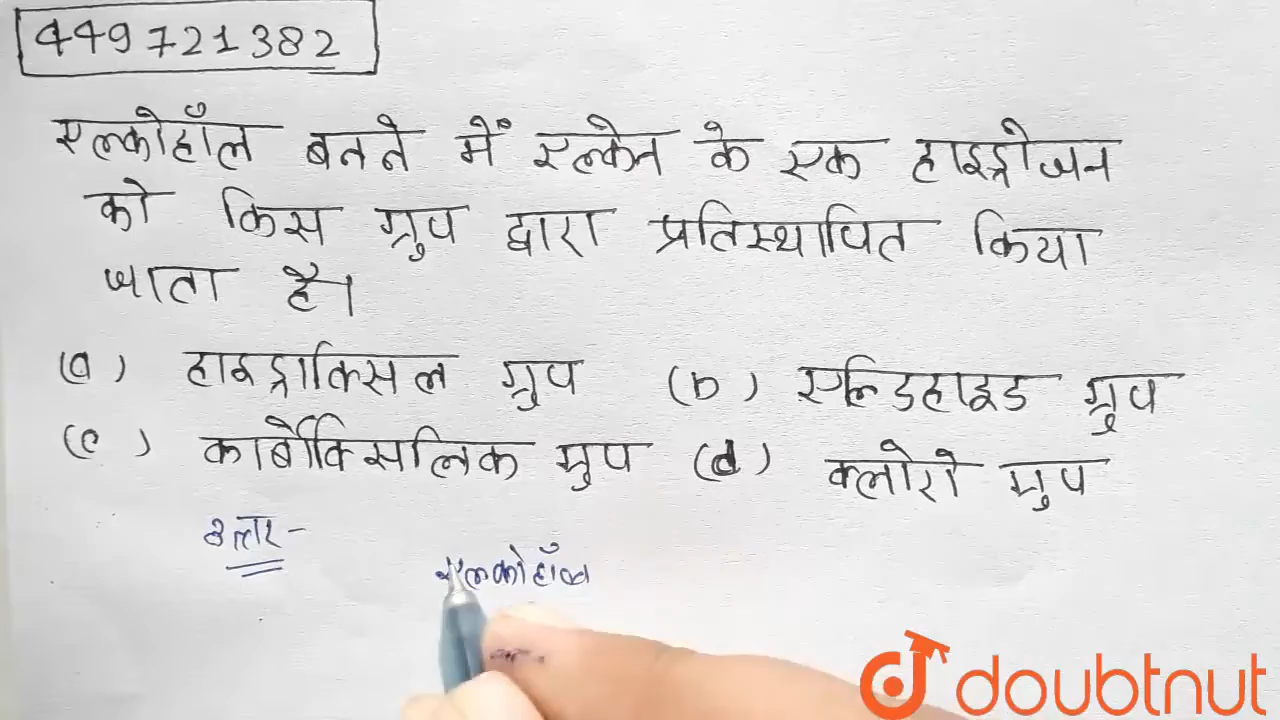 449721382
एल्कोहॉल बनने में एल्केन के एक हाइड्रोजन
को किस ग्रुप द्वारा प्रतिस्थापित किया
जाता है।
(a) हाइड्राक्सिल ग्रुप (b) एल्डिहाइड ग्रुप
(c) कार्बोक्सिलिक ग्रुप (d) क्लोरो ग्रुप
उत्तर-
एल्कोहॉल
doubtnut